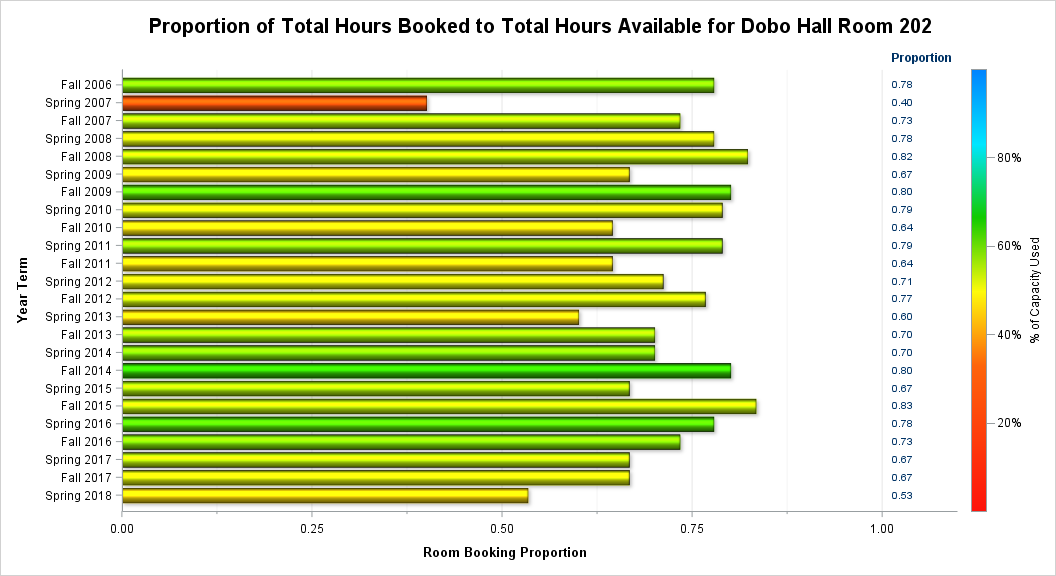 Proportion of Total Hours Booked to Total Hours Available for Dobo Hall Room 202
Proportion
Fall 2006 0.78
Spring 2007 0.40
Fall 2007 0.73
Spring 2008 0.78
Fall 2008 0.82
Spring 2009 0.67
Fall 2009 0.80
Spring 2010 0.79
Fall 2010 0.64
Spring 2011 0.79
Fall 2011 0.64
Spring 2012 0.71
Fall 2012 0.77
Spring 2013 0.60
Fall 2013 0.70
Spring 2014 0.70
Fall 2014 0.80
Spring 2015 0.67
Fall 2015 0.83
Spring 2016 0.78
Fall 2016 0.73
Spring 2017 0.67
Fall 2017 0.67
Spring 2018 0.53
Year Term
80%
60%
40%
20%
% of Capacity Used
0.00 0.25 0.50 0.75 1.00
Room Booking Proportion